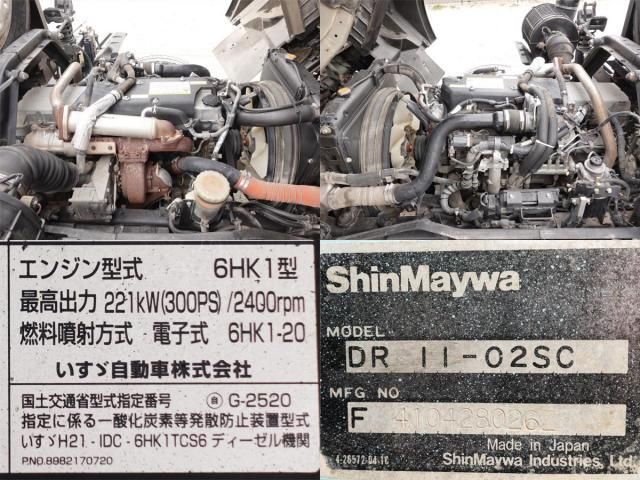 エンジン型式 6HK1型
最高出力 221kW(300PS)/2400rpm
燃料噴射方式 電子式 6HK1-20
いすゞ自動車株式会社
国土交通省型式指定番号 ㊐ G-2520
指定に係る一酸化炭素等発散防止装置型式
いすゞH21-IDC-6HK1TCS6 ディーゼル機関
P.NO.8982170720
ShinMaywa
MODEL
DR 11-02SC
MFG NO
F
Made in Japan
ShinMaywa Industries, Ltd.